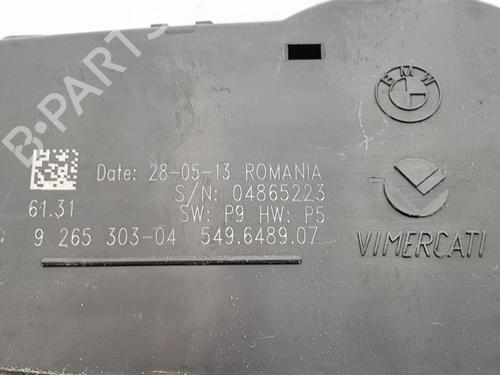 B-PARTS
BMW
Date: 28-05-13 ROMANIA
S/N: 04865223
61.31 SW: P9 HW: P5
9 265 303-04 549.6489.07
VIMERCATI